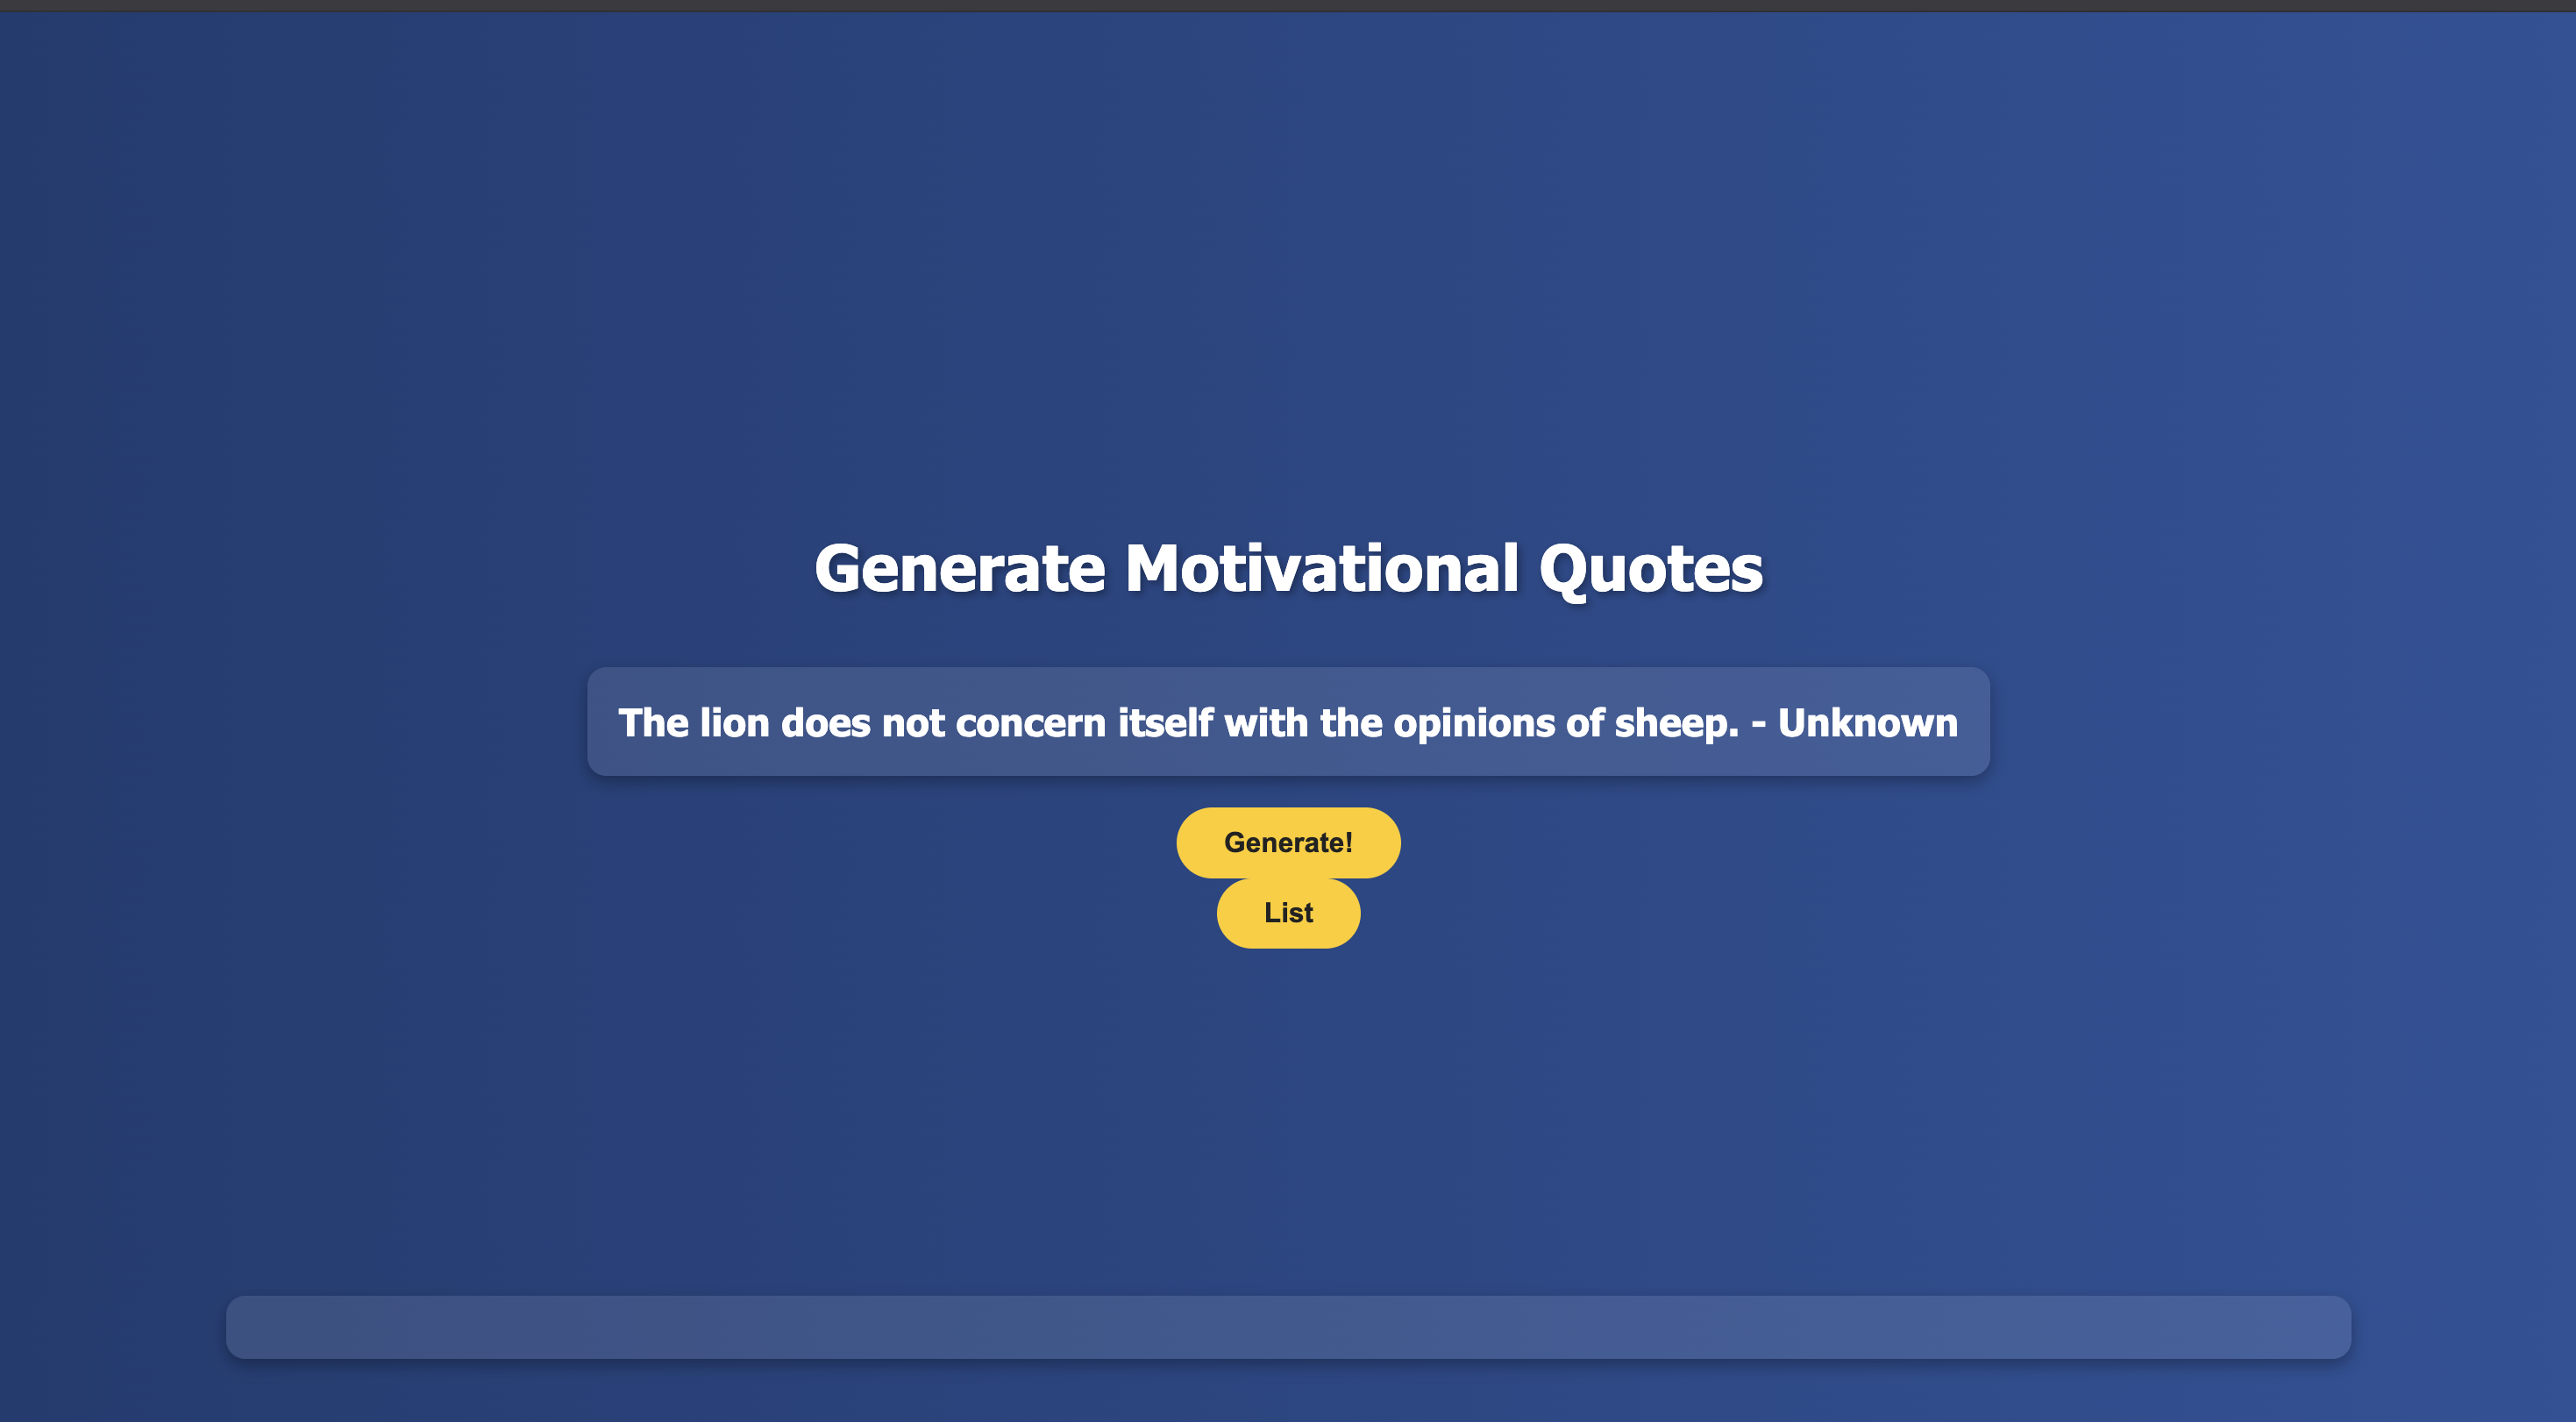 Generate Motivational Quotes
The lion does not concern itself with the opinions of sheep. - Unknown
Generate!
List